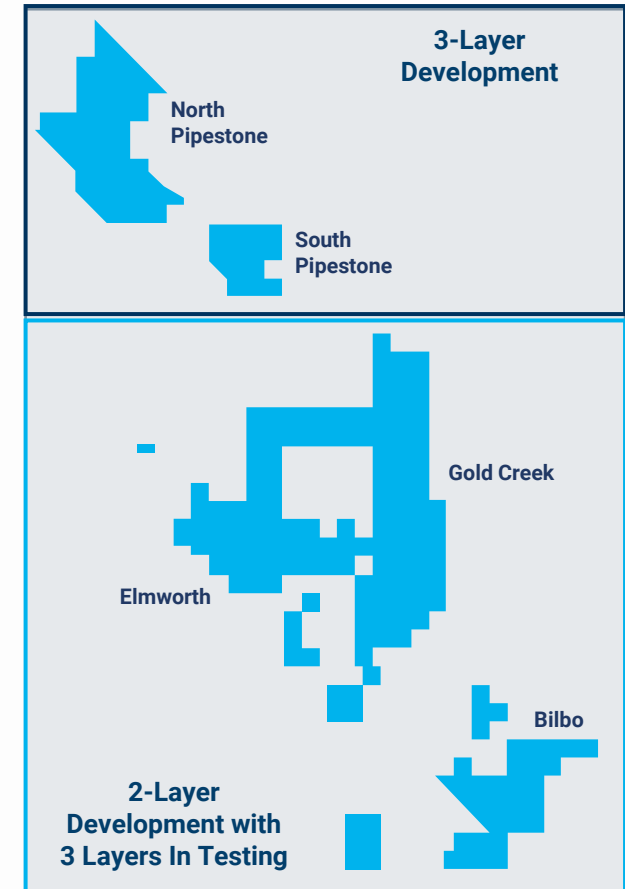 3-Layer
Development
North
Pipestone
South
Pipestone
Gold Creek
Elmworth
Bilbo
2-Layer
Development with
3 Layers In Testing